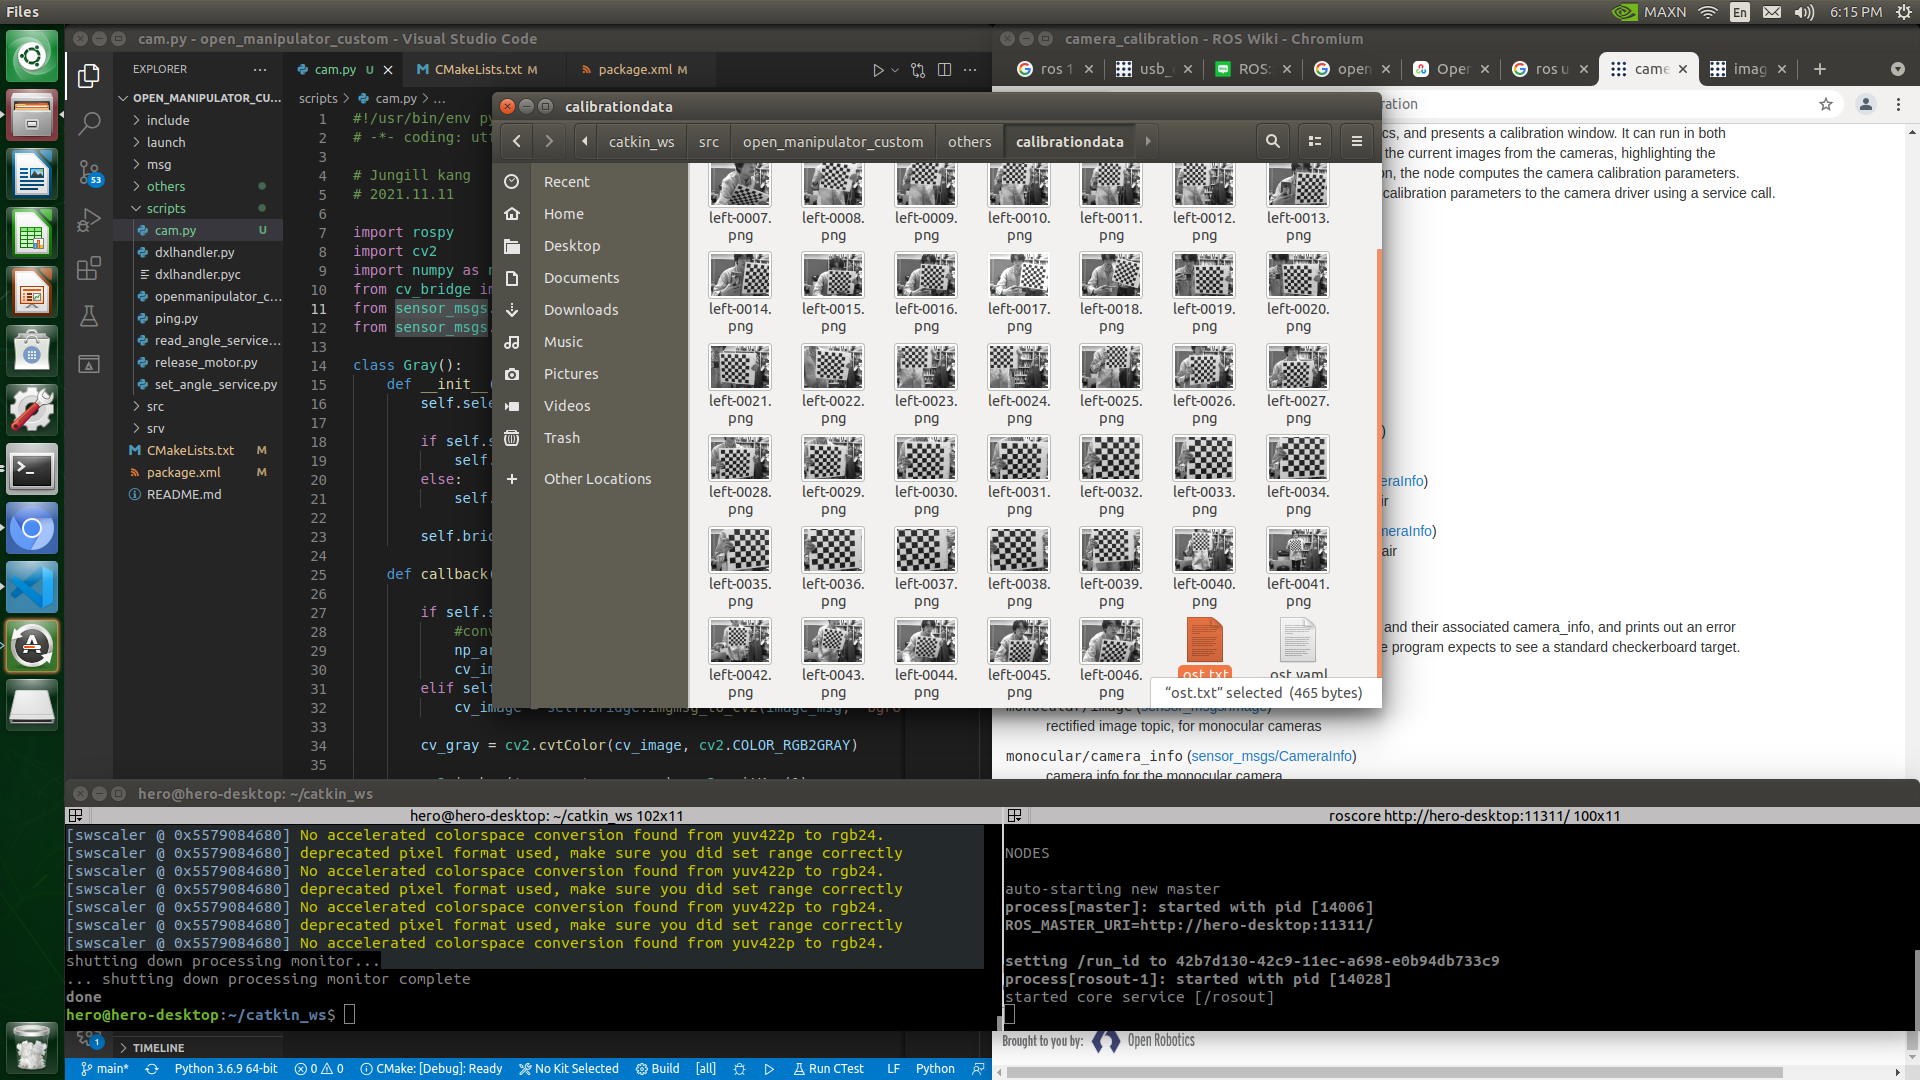 Files
MAXN
En
6:15 PM
cam.py - open_manipulator_custom - Visual Studio Code
camera_calibration - ROS Wiki - Chromium
EXPLORER
cam.py U
CMakeLists.txt M
package.xml M
ros 1
usb_
ROS:
open
Oper
ros u
came
imag
scripts > cam.py > ...
OPEN_MANIPULATOR_CU...
include
launch
msg
others
scripts
cam.py U
dxlhandler.py
dxlhandler.pyc
openmanipulator_c...
ping.py
read_angle_service...
release_motor.py
set_angle_service.py
src
srv
CMakeLists.txt M
package.xml M
README.md
53
1 #!/usr/bin/env py
2 # -*- coding: utf
3
4 # Jungill kang
5 # 2021.11.11
6
7 import rospy
8 import cv2
9 import numpy as n
10 from cv_bridge im
11 from sensor_msgs.
12 from sensor_msgs.
13
14 class Gray():
15 def __init__(
16 self.sele
17
18 if self.s
19 self.
20 else:
21 self.
22
23 self.brid
24
25 def callback(
26
27 if self.s
28 #conv
29 np_ar
30 cv_im
31 elif self
32 cv_image = self.bridge.imgmsg_to_cv2(image_msg, "bgr8"
33
34 cv_gray = cv2.cvtColor(cv_image, cv2.COLOR_RGB2GRAY)
35
calibrationdata
catkin_ws
src
open_manipulator_custom
others
calibrationdata
Recent
Home
Desktop
Documents
Downloads
Music
Pictures
Videos
Trash
Other Locations
left-0007.png
left-0008.png
left-0009.png
left-0010.png
left-0011.png
left-0012.png
left-0013.png
left-0014.png
left-0015.png
left-0016.png
left-0017.png
left-0018.png
left-0019.png
left-0020.png
left-0021.png
left-0022.png
left-0023.png
left-0024.png
left-0025.png
left-0026.png
left-0027.png
left-0028.png
left-0029.png
left-0030.png
left-0031.png
left-0032.png
left-0033.png
left-0034.png
left-0035.png
left-0036.png
left-0037.png
left-0038.png
left-0039.png
left-0040.png
left-0041.png
left-0042.png
left-0043.png
left-0044.png
left-0045.png
left-0046.png
ost.txt
ost.yaml
"ost.txt" selected (465 bytes)
ration
cs, and presents a calibration window. It can run in both
the current images from the cameras, highlighting the
on, the node computes the camera calibration parameters.
calibration parameters to the camera driver using a service call.
)
eraInfo)
ir
meraInfo)
air
and their associated camera_info, and prints out an error
e program expects to see a standard checkerboard target.
monocular/image (sensor_msgs/Image)
rectified image topic, for monocular cameras
monocular/camera_info (sensor_msgs/CameraInfo)
camera info for the monocular camera
hero@hero-desktop: ~/catkin_ws
hero@hero-desktop: ~/catkin_ws 102x11
[swscaler @ 0x5579084680] No accelerated colorspace conversion found from yuv422p to rgb24.
[swscaler @ 0x5579084680] deprecated pixel format used, make sure you did set range correctly
[swscaler @ 0x5579084680] No accelerated colorspace conversion found from yuv422p to rgb24.
[swscaler @ 0x5579084680] deprecated pixel format used, make sure you did set range correctly
[swscaler @ 0x5579084680] No accelerated colorspace conversion found from yuv422p to rgb24.
[swscaler @ 0x5579084680] deprecated pixel format used, make sure you did set range correctly
[swscaler @ 0x5579084680] No accelerated colorspace conversion found from yuv422p to rgb24.
shutting down processing monitor...
... shutting down processing monitor complete
done
hero@hero-desktop:~/catkin_ws$
roscore http://hero-desktop:11311/ 100x11
NODES
auto-starting new master
process[master]: started with pid [14006]
ROS_MASTER_URI=http://hero-desktop:11311/
setting /run_id to 42b7d130-42c9-11ec-a698-e0b94db733c9
process[rosout-1]: started with pid [14028]
started core service [/rosout]
1
TIMELINE
Brought to you by: Open Robotics
main*
Python 3.6.9 64-bit
0 0
CMake: [Debug]: Ready
No Kit Selected
Build
[all]
Run CTest
LF
Python